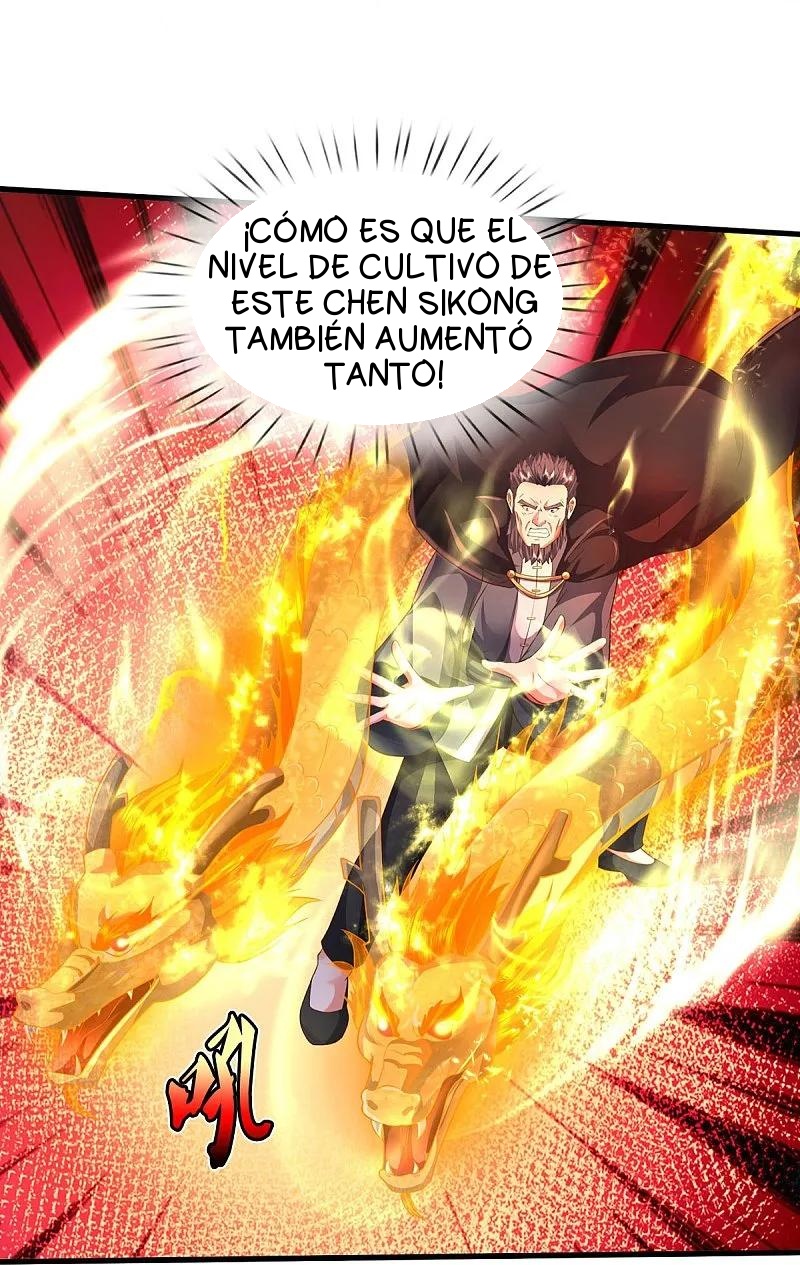 ¡CÓMO ES QUE EL
NIVEL DE CULTIVO DE
ESTE CHEN SIKONG
TAMBIÉN AUMENTÓ
TANTO!
吼